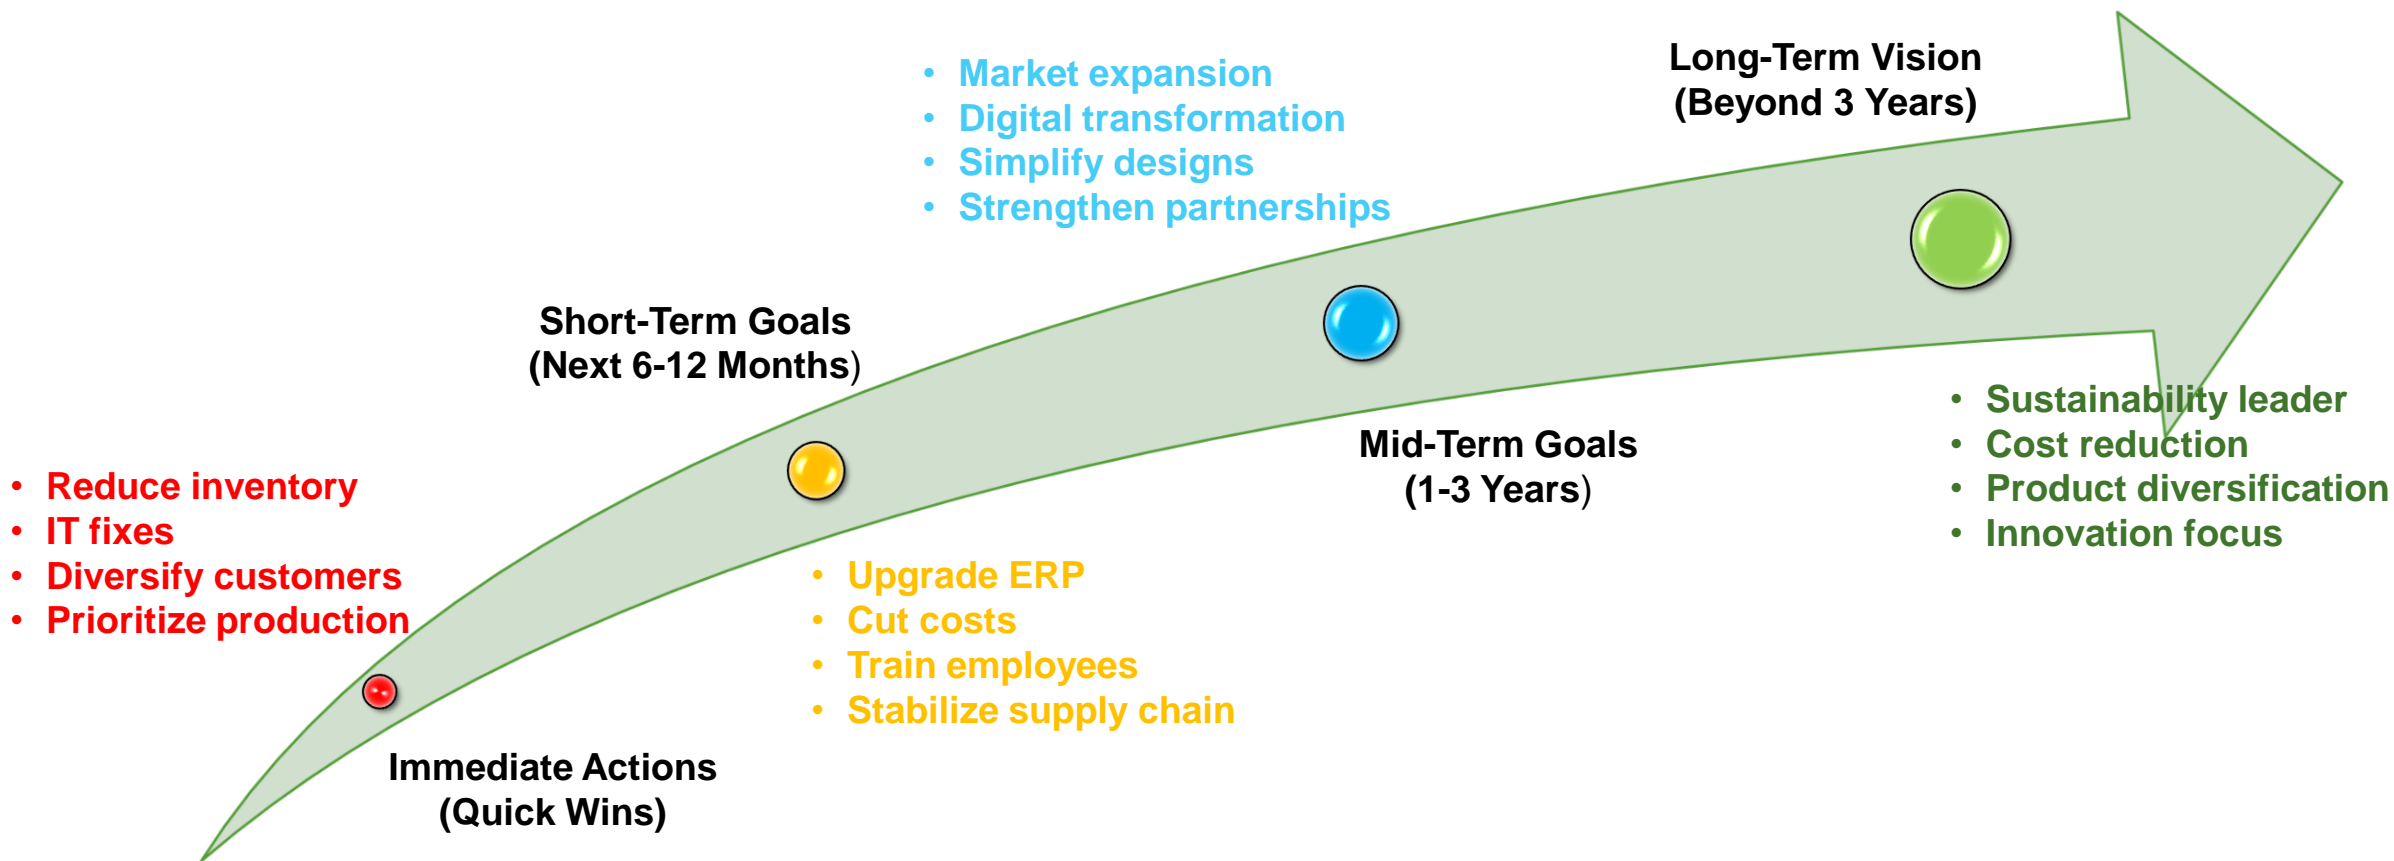 • Market expansion
• Digital transformation
• Simplify designs
• Strengthen partnerships
Long-Term Vision
(Beyond 3 Years)
Short-Term Goals
(Next 6-12 Months)
• Reduce inventory
• IT fixes
• Diversify customers
• Prioritize production
Mid-Term Goals
(1-3 Years)
• Sustainability leader
• Cost reduction
• Product diversification
• Innovation focus
• Upgrade ERP
• Cut costs
• Train employees
• Stabilize supply chain
Immediate Actions
(Quick Wins)